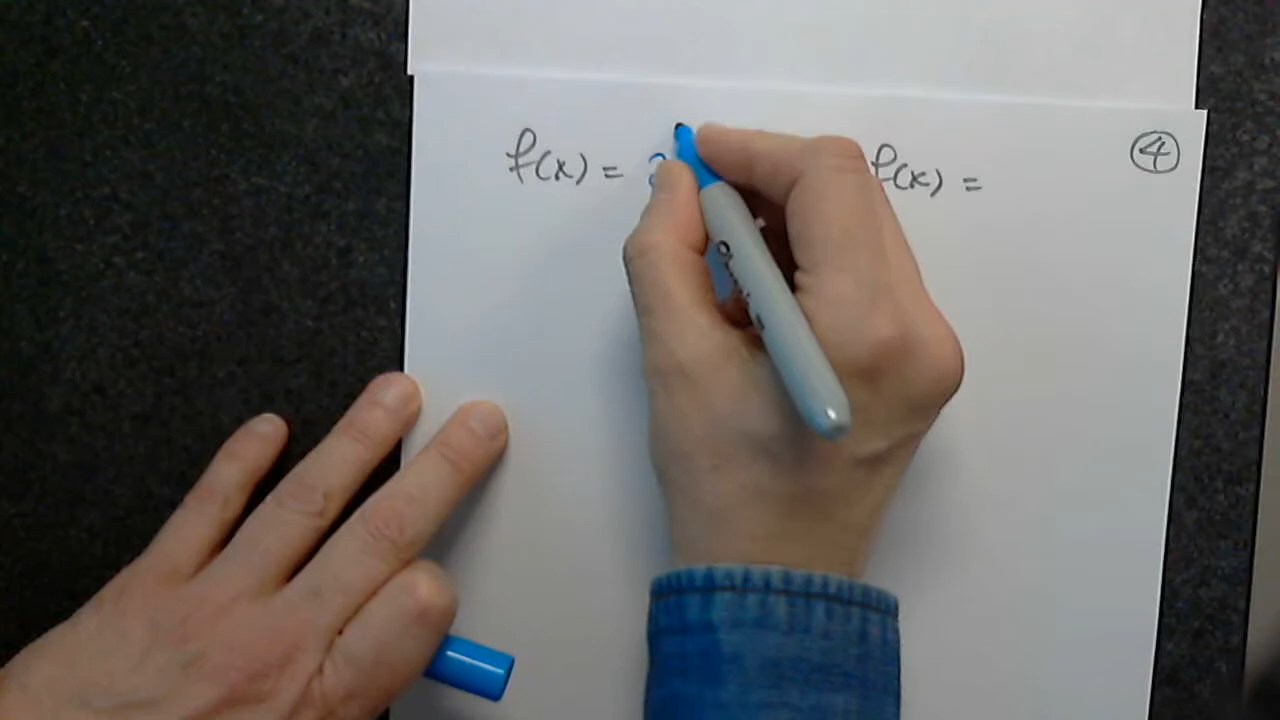 f(x) = f(x) = ④